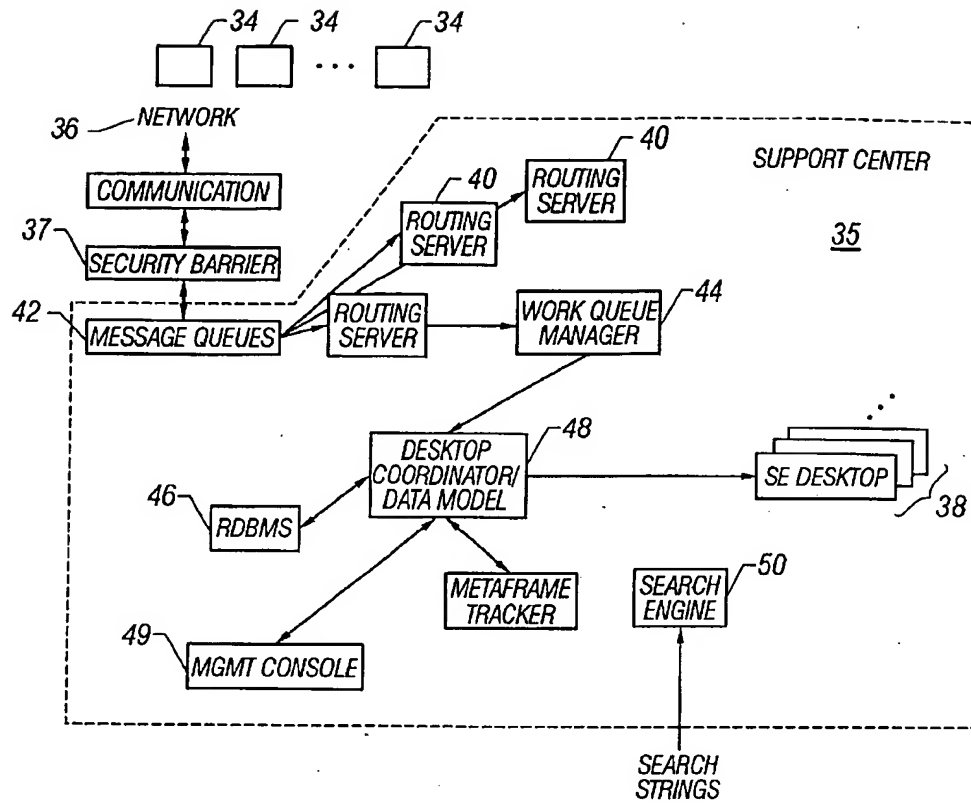 34 34 34
36 NETWORK
COMMUNICATION
37 SECURITY BARRIER
42 MESSAGE QUEUES
40
ROUTING
SERVER
40
ROUTING
SERVER
ROUTING
SERVER
SUPPORT CENTER
35
WORK QUEUE
MANAGER
44
DESKTOP
COORDINATOR/
DATA MODEL
48
SE DESKTOP
38
46
RDBMS
METAFRAME
TRACKER
50
SEARCH
ENGINE
49
MGMT CONSOLE
SEARCH
STRINGS